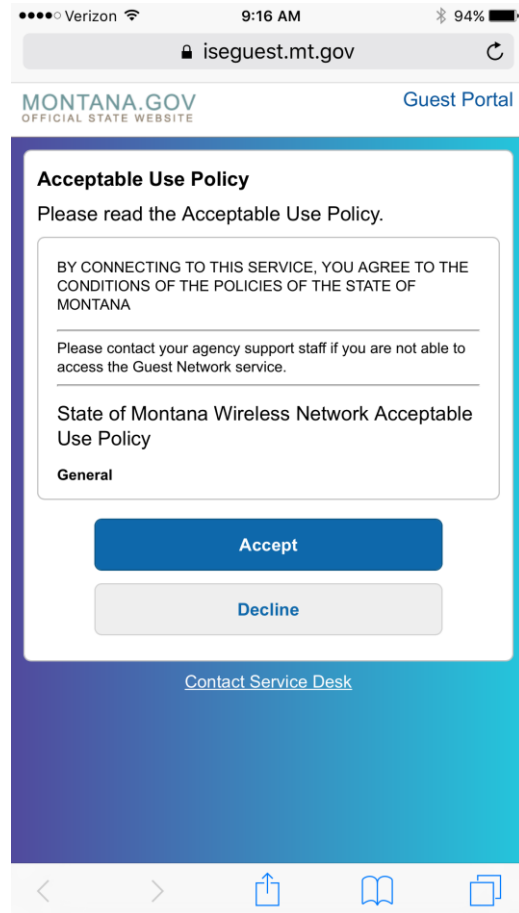 Verizon 9:16 AM 94%
iseguest.mt.gov
MONTANA.GOV
OFFICIAL STATE WEBSITE
Guest Portal
Acceptable Use Policy
Please read the Acceptable Use Policy.
BY CONNECTING TO THIS SERVICE, YOU AGREE TO THE
CONDITIONS OF THE POLICIES OF THE STATE OF
MONTANA
Please contact your agency support staff if you are not able to
access the Guest Network service.
State of Montana Wireless Network Acceptable
Use Policy
General
Accept
Decline
Contact Service Desk